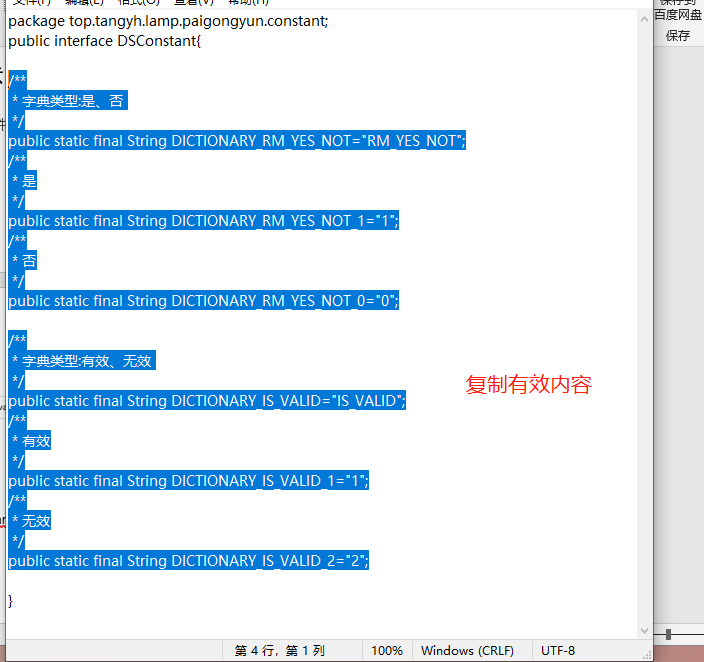 文件(F) 编辑(E) 格式(O) 查看(V) 帮助(H)
保存到
百度网盘
保存
package top.tangyh.lamp.paigongyun.constant;
public interface DSConstant{
/**
* 字典类型:是、否
*/
public static final String DICTIONARY_RM_YES_NOT="RM_YES_NOT";
/**
* 是
*/
public static final String DICTIONARY_RM_YES_NOT_1="1";
/**
* 否
*/
public static final String DICTIONARY_RM_YES_NOT_0="0";
/**
* 字典类型:有效、无效
*/
复制有效内容
public static final String DICTIONARY_IS_VALID="IS_VALID";
/**
* 有效
*/
public static final String DICTIONARY_IS_VALID_1="1";
/**
* 无效
*/
public static final String DICTIONARY_IS_VALID_2="2";
}
第 4 行，第 1 列 100% Windows (CRLF) UTF-8